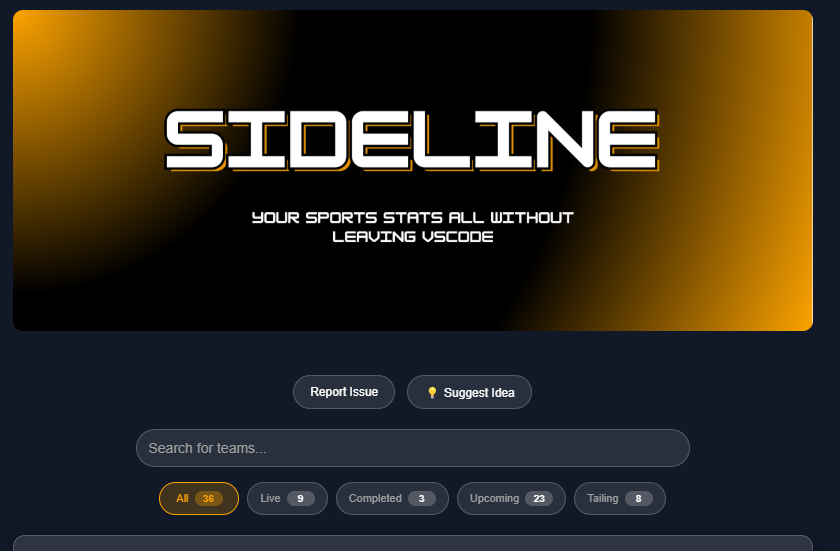 SIDELINE
YOUR SPORTS STATS ALL WITHOUT
LEAVING VSCODE
Report Issue
💡 Suggest Idea
Search for teams...
All 36
Live 9
Completed 3
Upcoming 23
Tailing 8